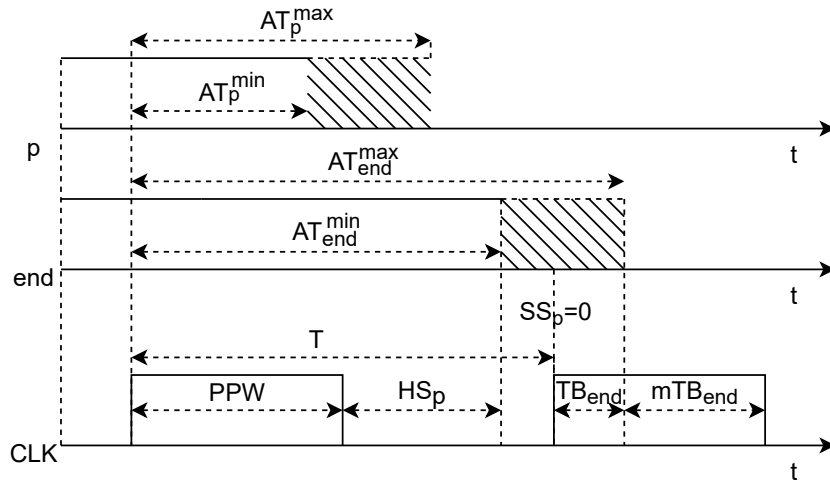 AT_p^max
AT_p^min
p
t
AT_end^max
AT_end^min
end
t
SS_p=0
T
PPW
HS_p
TB_end
mTB_end
CLK
t